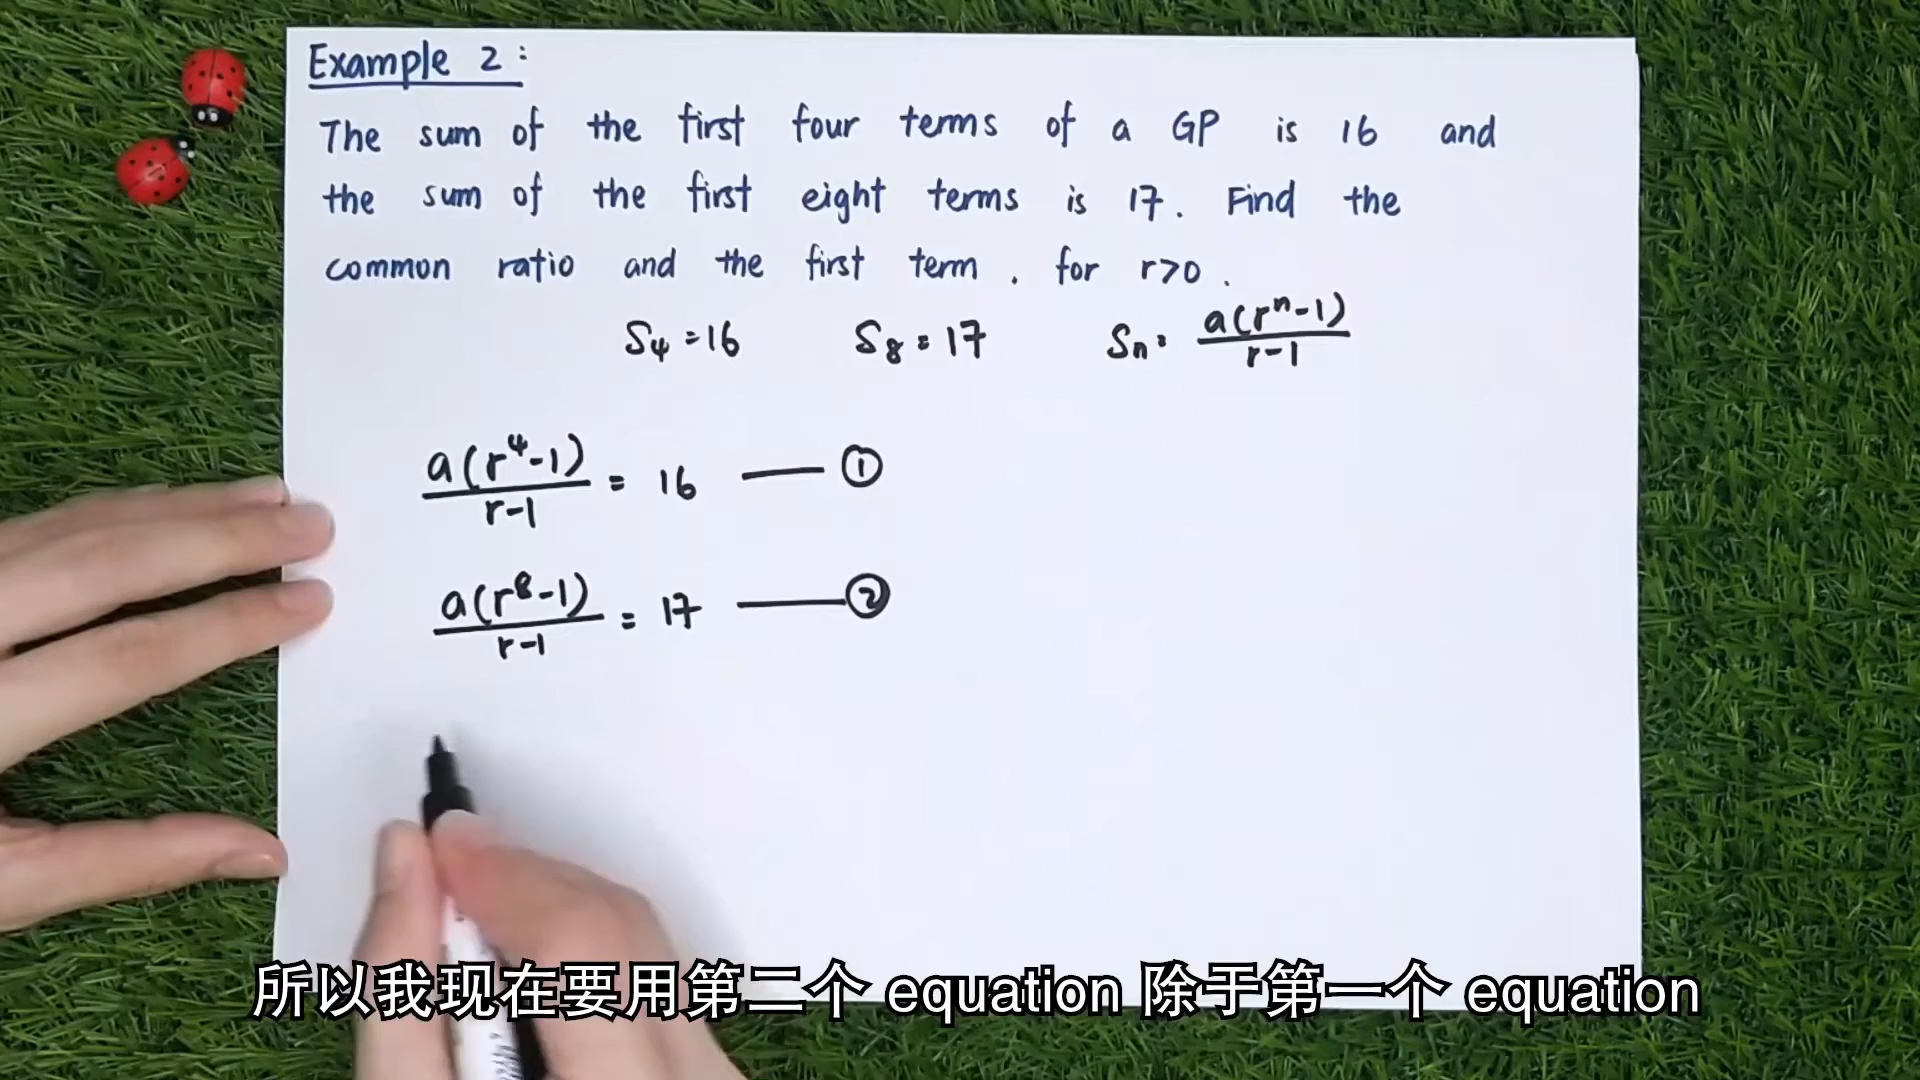 Example 2:
The sum of the first four terms of a GP is 16 and
the sum of the first eight terms is 17. Find the
common ratio and the first term. for r>0.
S₄ = 16 S₈ = 17 Sₙ = a(rⁿ-1)/r-1
a(r⁴-1)/r-1 = 16 — ①
a(r⁸-1)/r-1 = 17 — ②
所以我现在要用第二个 equation 除于第一个 equation